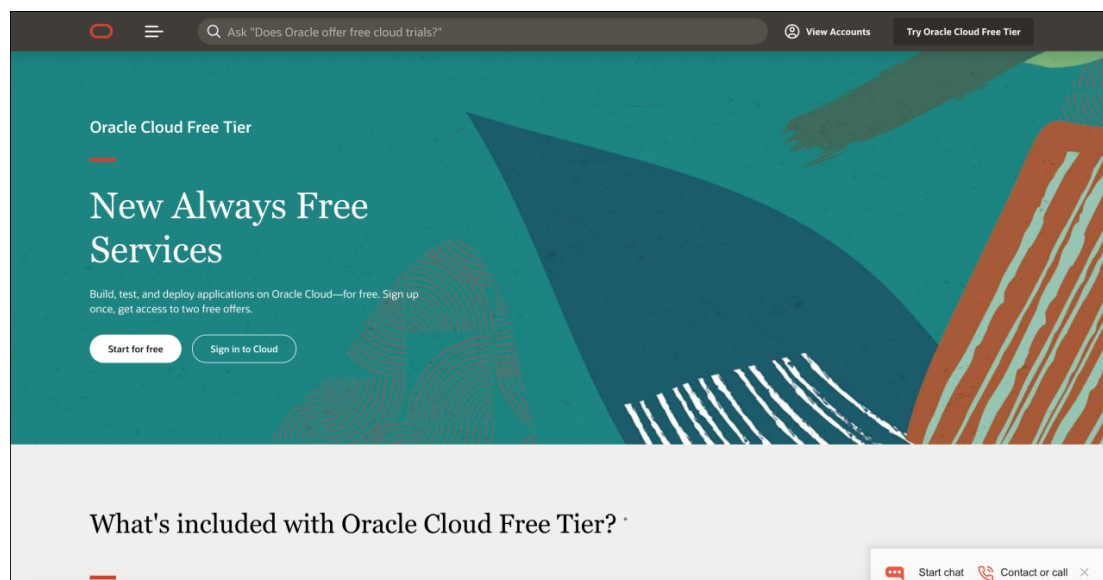 Ask "Does Oracle offer free cloud trials?"
View Accounts
Try Oracle Cloud Free Tier
Oracle Cloud Free Tier
New Always Free
Services
Build, test, and deploy applications on Oracle Cloud—for free. Sign up
once, get access to two free offers.
Start for free
Sign in to Cloud
What's included with Oracle Cloud Free Tier? *
Start chat
Contact or call